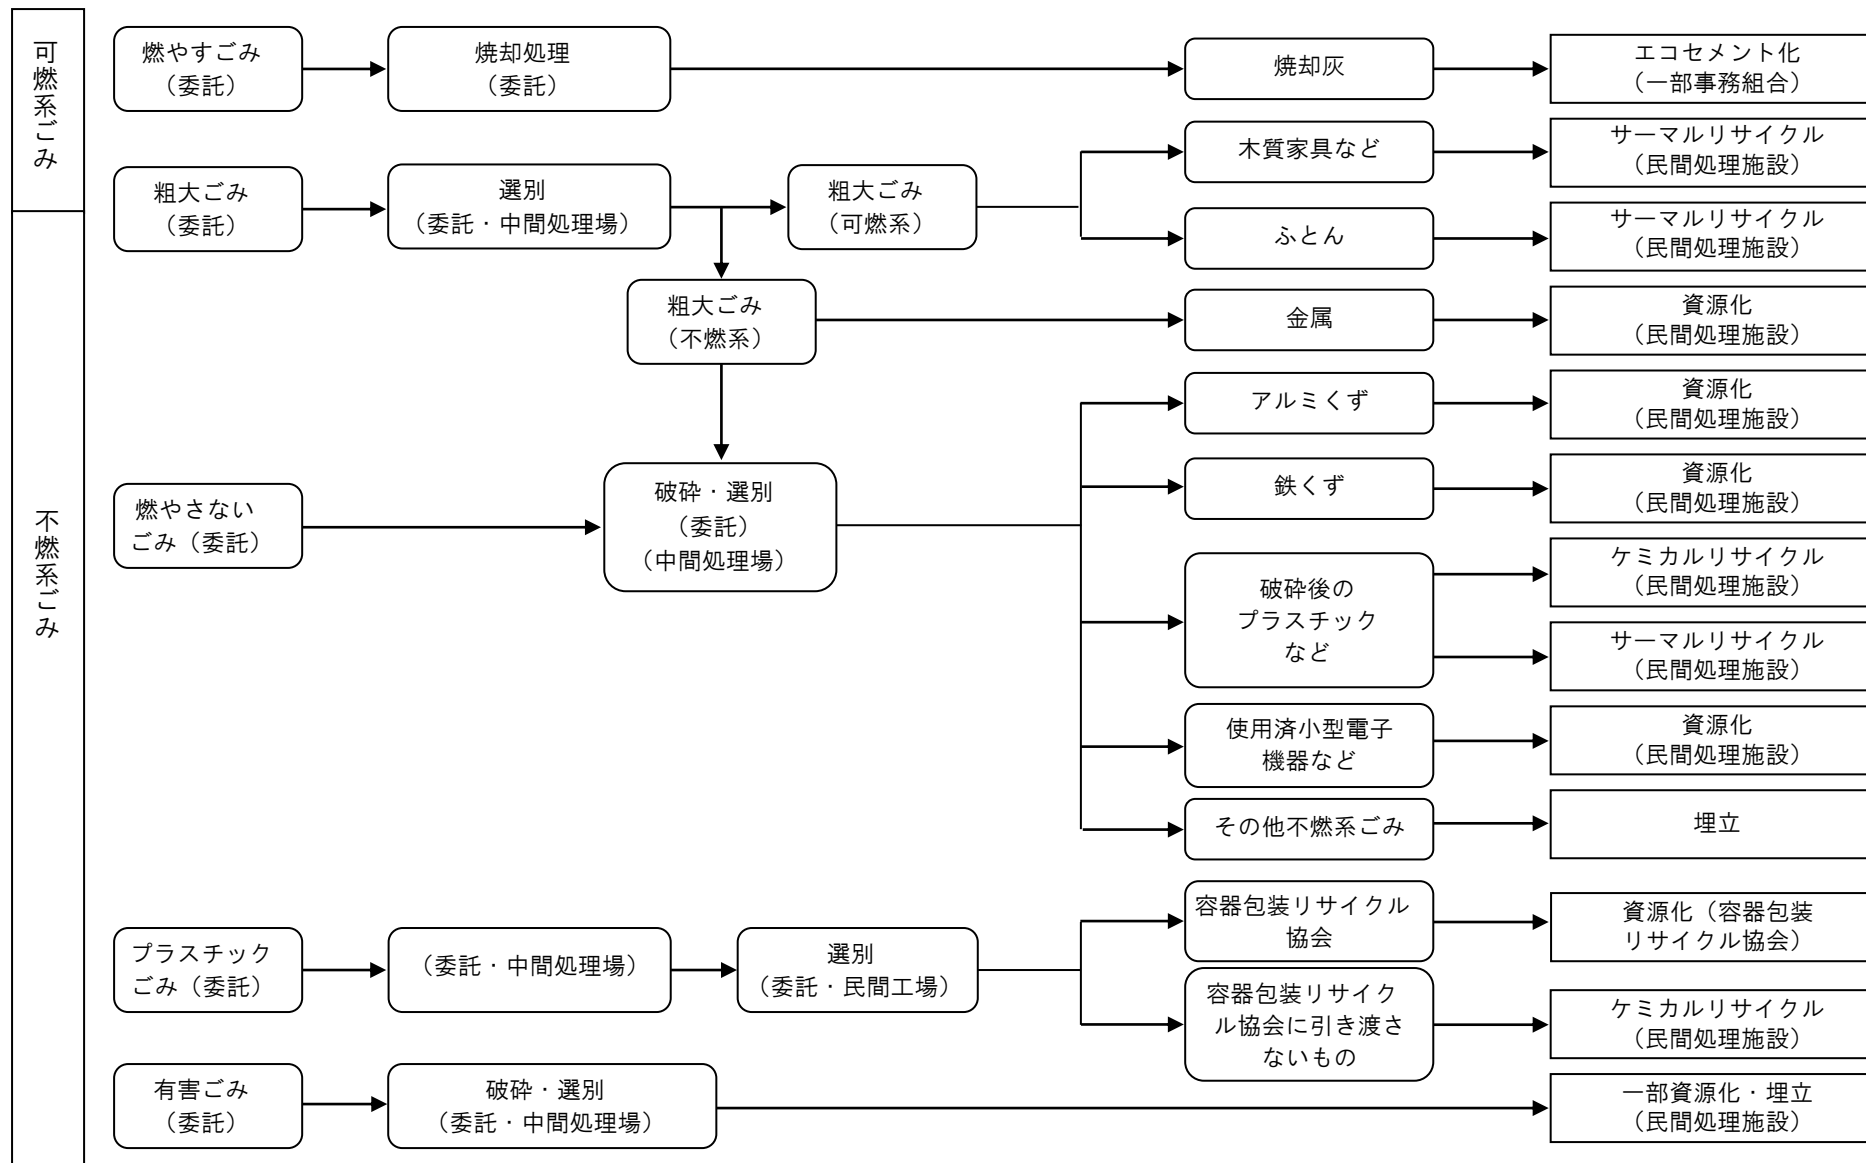 可燃系ごみ
燃やすごみ
（委託）
焼却処理
（委託）
焼却灰
エコセメント化
（一部事務組合）
粗大ごみ
（委託）
選別
（委託・中間処理場）
粗大ごみ
（可燃系）
木質家具など
サーマルリサイクル
（民間処理施設）
ふとん
サーマルリサイクル
（民間処理施設）
不燃系ごみ
粗大ごみ
（不燃系）
金属
資源化
（民間処理施設）
燃やさない
ごみ（委託）
破砕・選別
（委託）
（中間処理場）
アルミくず
資源化
（民間処理施設）
鉄くず
資源化
（民間処理施設）
破砕後の
プラスチック
など
ケミカルリサイクル
（民間処理施設）
サーマルリサイクル
（民間処理施設）
使用済小型電子
機器など
資源化
（民間処理施設）
その他不燃系ごみ
埋立
プラスチック
ごみ（委託）
（委託・中間処理場）
選別
（委託・民間工場）
容器包装リサイクル
協会
資源化（容器包装
リサイクル協会）
容器包装リサイク
ル協会に引き渡さ
ないもの
ケミカルリサイクル
（民間処理施設）
有害ごみ
（委託）
破砕・選別
（委託・中間処理場）
一部資源化・埋立
（民間処理施設）